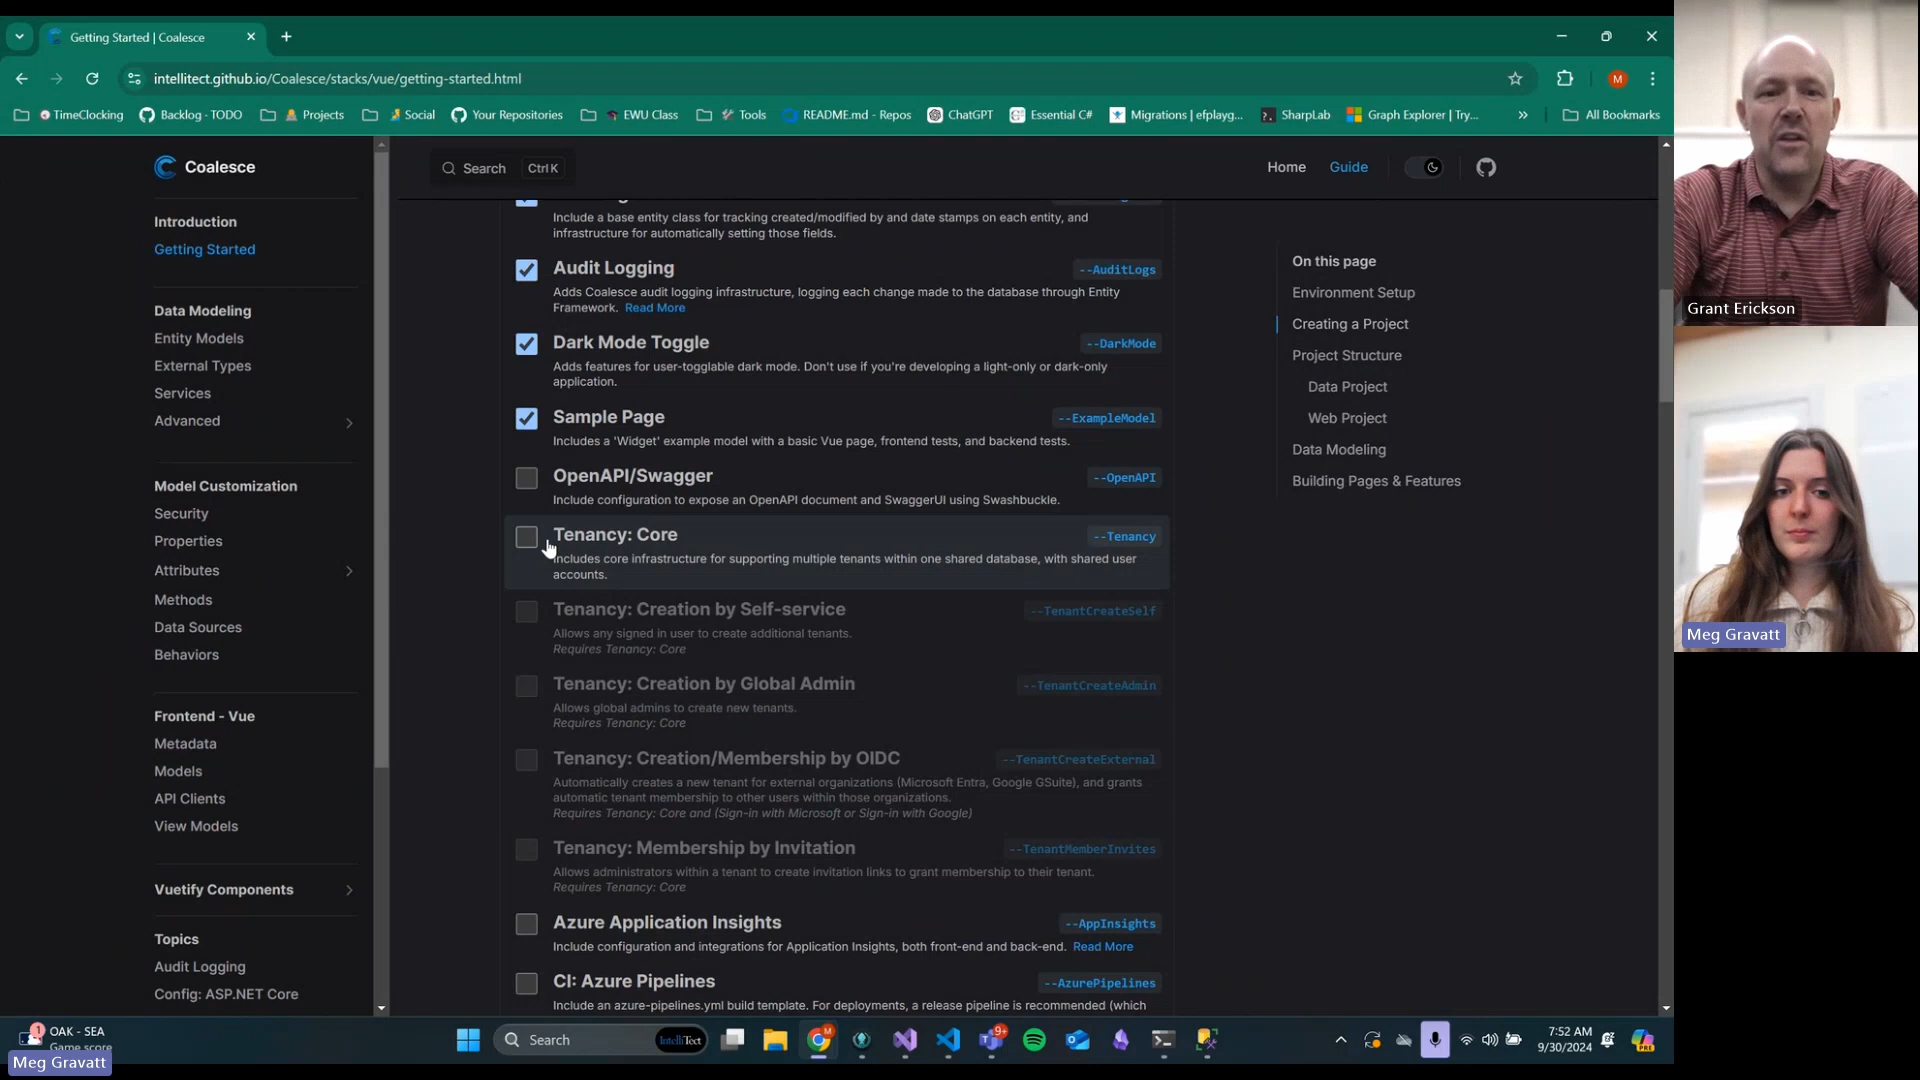 Getting Started | Coalesce
intellitect.github.io/Coalesce/stacks/vue/getting-started.html
M
TimeClocking
Backlog - TODO
Projects
Social
Your Repositories
EWU Class
Tools
README.md - Repos
ChatGPT
Essential C#
Migrations | efplayg...
SharpLab
Graph Explorer | Try...
»
All Bookmarks
Coalesce
Search
Ctrl K
Home
Guide
Introduction
Getting Started
Data Modeling
Entity Models
External Types
Services
Advanced
Model Customization
Security
Properties
Attributes
Methods
Data Sources
Behaviors
Frontend - Vue
Metadata
Models
API Clients
View Models
Vuetify Components
Topics
Audit Logging
Config: ASP.NET Core
Include a base entity class for tracking created/modified by and date stamps on each entity, and
infrastructure for automatically setting those fields.
Audit Logging
--AuditLogs
Adds Coalesce audit logging infrastructure, logging each change made to the database through Entity
Framework. Read More
Dark Mode Toggle
--DarkMode
Adds features for user-togglable dark mode. Don't use if you're developing a light-only or dark-only
application.
Sample Page
--ExampleModel
Includes a 'Widget' example model with a basic Vue page, frontend tests, and backend tests.
OpenAPI/Swagger
--OpenAPI
Include configuration to expose an OpenAPI document and SwaggerUI using Swashbuckle.
Tenancy: Core
--Tenancy
Includes core infrastructure for supporting multiple tenants within one shared database, with shared user
accounts.
Tenancy: Creation by Self-service
--TenantCreateSelf
Allows any signed in user to create additional tenants.
Requires Tenancy: Core
Tenancy: Creation by Global Admin
--TenantCreateAdmin
Allows global admins to create new tenants.
Requires Tenancy: Core
Tenancy: Creation/Membership by OIDC
--TenantCreateExternal
Automatically creates a new tenant for external organizations (Microsoft Entra, Google GSuite), and grants
automatic tenant membership to other users within those organizations.
Requires Tenancy: Core and (Sign-in with Microsoft or Sign-in with Google)
Tenancy: Membership by Invitation
--TenantMemberInvites
Allows administrators within a tenant to create invitation links to grant membership to their tenant.
Requires Tenancy: Core
Azure Application Insights
--AppInsights
Include configuration and integrations for Application Insights, both front-end and back-end. Read More
CI: Azure Pipelines
--AzurePipelines
Include an azure-pipelines.yml build template. For deployments, a release pipeline is recommended (which
On this page
Environment Setup
Creating a Project
Project Structure
Data Project
Web Project
Data Modeling
Building Pages & Features
Grant Erickson
Meg Gravatt
1
OAK - SEA
Game score
Meg Gravatt
Search
IntelliTect
M
9+
7:52 AM
9/30/2024
PRE